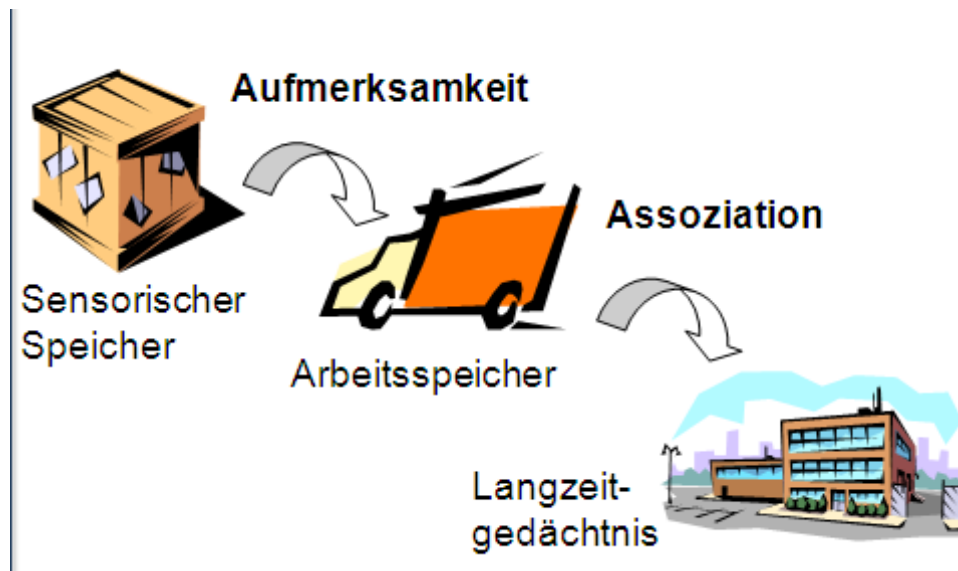 Aufmerksamkeit
Assoziation
Sensorischer
Speicher
Arbeitsspeicher
Langzeit-
gedächtnis